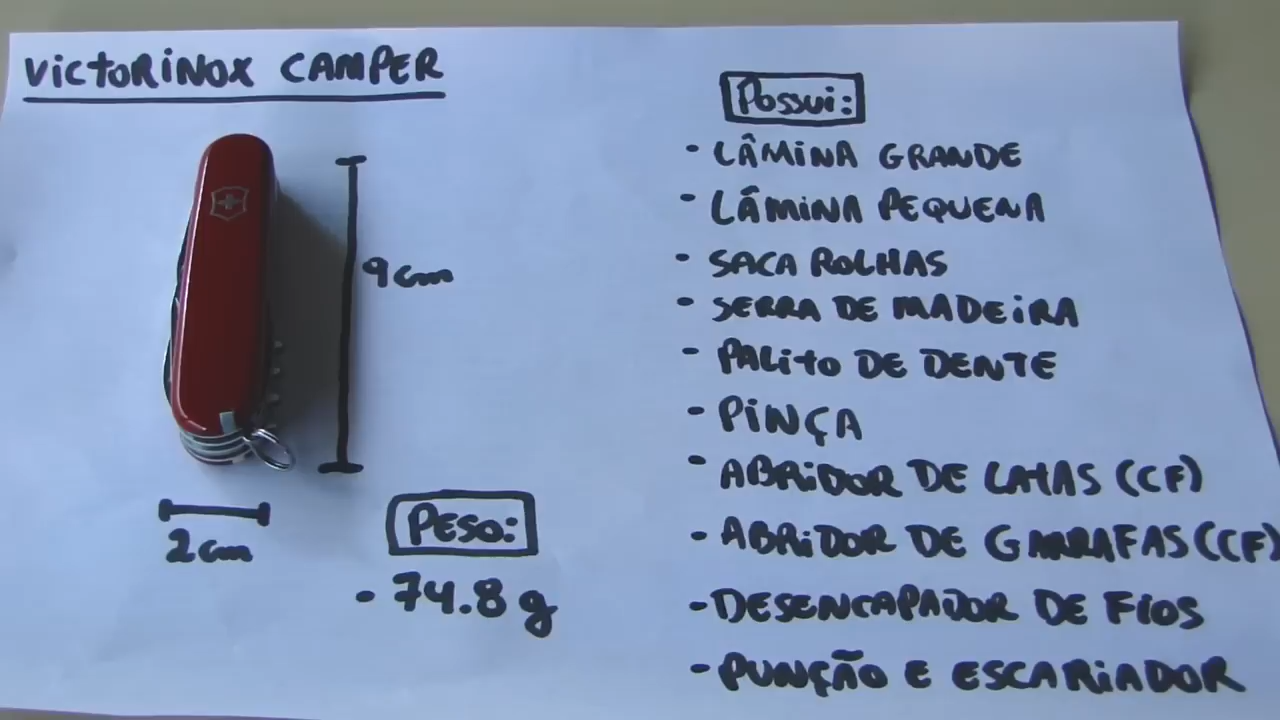 VICTORINOX CAMPER
9cm
2cm
PESO:
- 74.8 g
POSSUI:
- LÂMINA GRANDE
- LÂMINA PEQUENA
- SACA ROLHAS
- SERRA DE MADEIRA
- PALITO DE DENTE
- PINÇA
- ABRIDOR DE LATAS (CF)
- ABRIDOR DE GARRAFAS (CF)
- DESENCAPADOR DE FIOS
- PUNÇÃO E ESCARIADOR